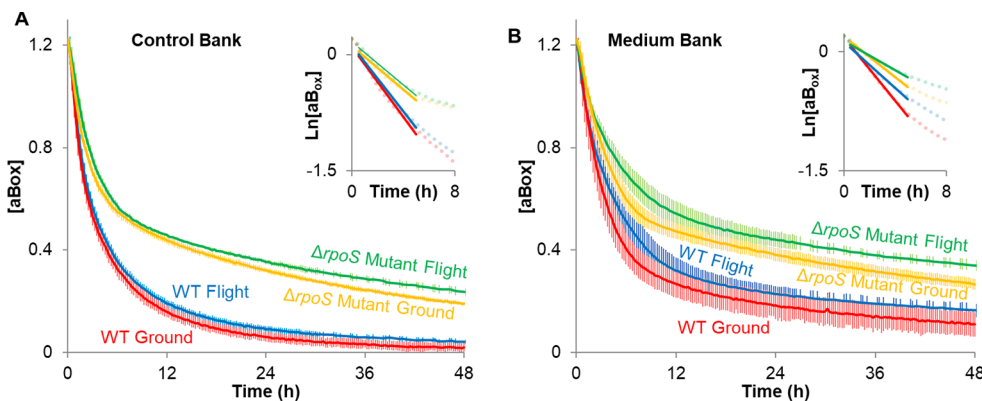 A
Control Bank
1.2
0.8
0.4
0
[aBox]
0
12
24
36
48
Time (h)
ΔrpoS Mutant Flight
ΔrpoS Mutant Ground
WT Flight
WT Ground
Ln[aBox]
0
-1.5
0
8
Time (h)
B
Medium Bank
1.2
0.8
0.4
0
[aBox]
0
12
24
36
48
Time (h)
ΔrpoS Mutant Flight
WT Flight
ΔrpoS Mutant Ground
WT Ground
Ln[aBox]
0
-1.5
0
8
Time (h)